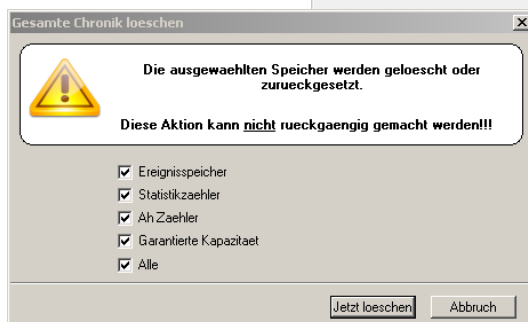 Gesamte Chronik loeschen
Die ausgewaehlten Speicher werden geloescht oder
zurueckgesetzt.
Diese Aktion kann nicht rueckgaengig gemacht werden!!!
Ereignisspeicher
Statistikzaehler
Ah Zaehler
Garantierte Kapazitaet
Alle
Jetzt loeschen Abbruch